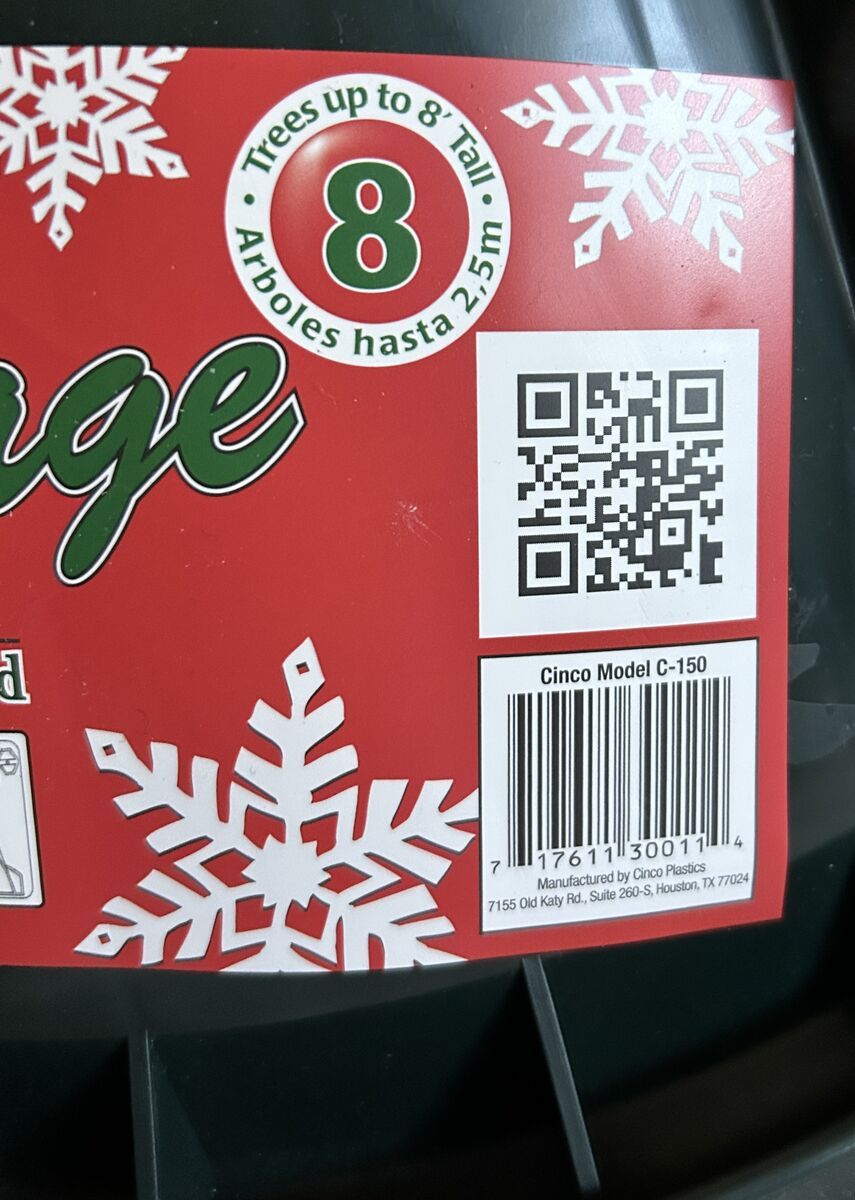 Trees up to 8' Tall
8
Arboles hasta 2,5m
Cinco Model C-150
7 17611 30011 4
Manufactured by Cinco Plastics
7155 Old Katy Rd., Suite 260-S, Houston, TX 77024